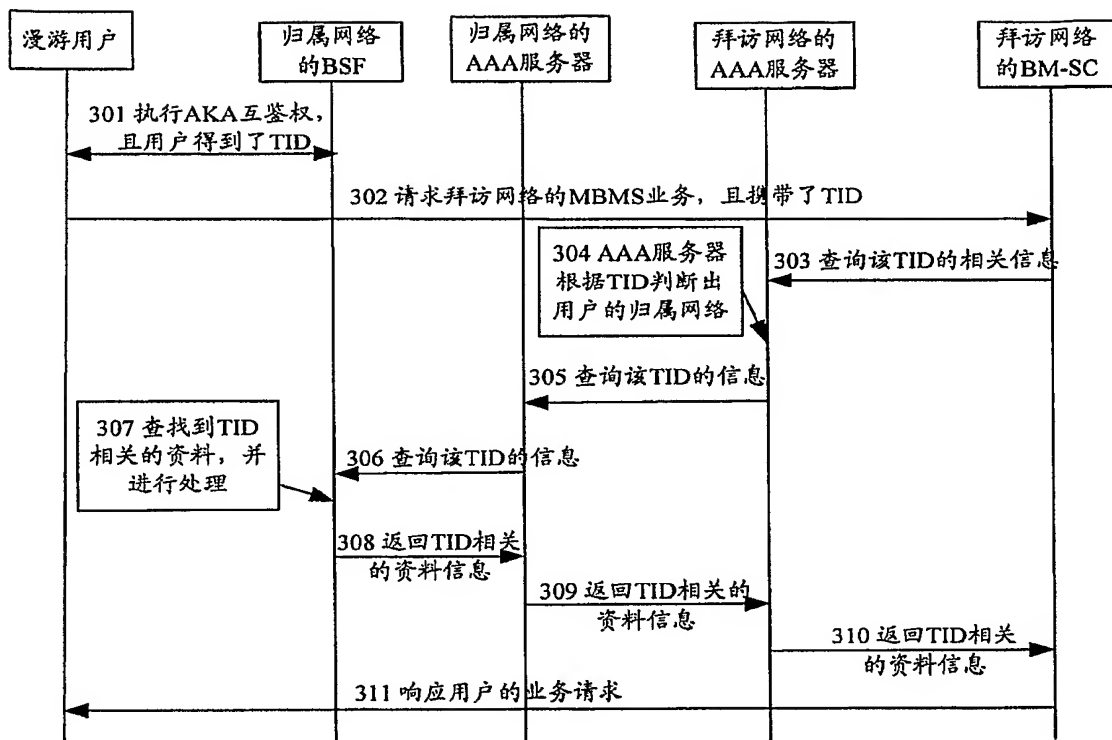 漫游用户
归属网络
的BSF
归属网络的
AAA服务器
拜访网络的
AAA服务器
拜访网络
的BM-SC
301 执行AKA互鉴权，
且用户得到了TID
302 请求拜访网络的MBMS业务，且携带了TID
303 查询该TID的相关信息
304 AAA服务器
根据TID判断出
用户的归属网络
305 查询该TID的信息
306 查询该TID的信息
307 查找到TID
相关的资料，并
进行处理
308 返回TID相关
的资料信息
309 返回TID相关的
资料信息
310 返回TID相关
的资料信息
311 响应用户的业务请求